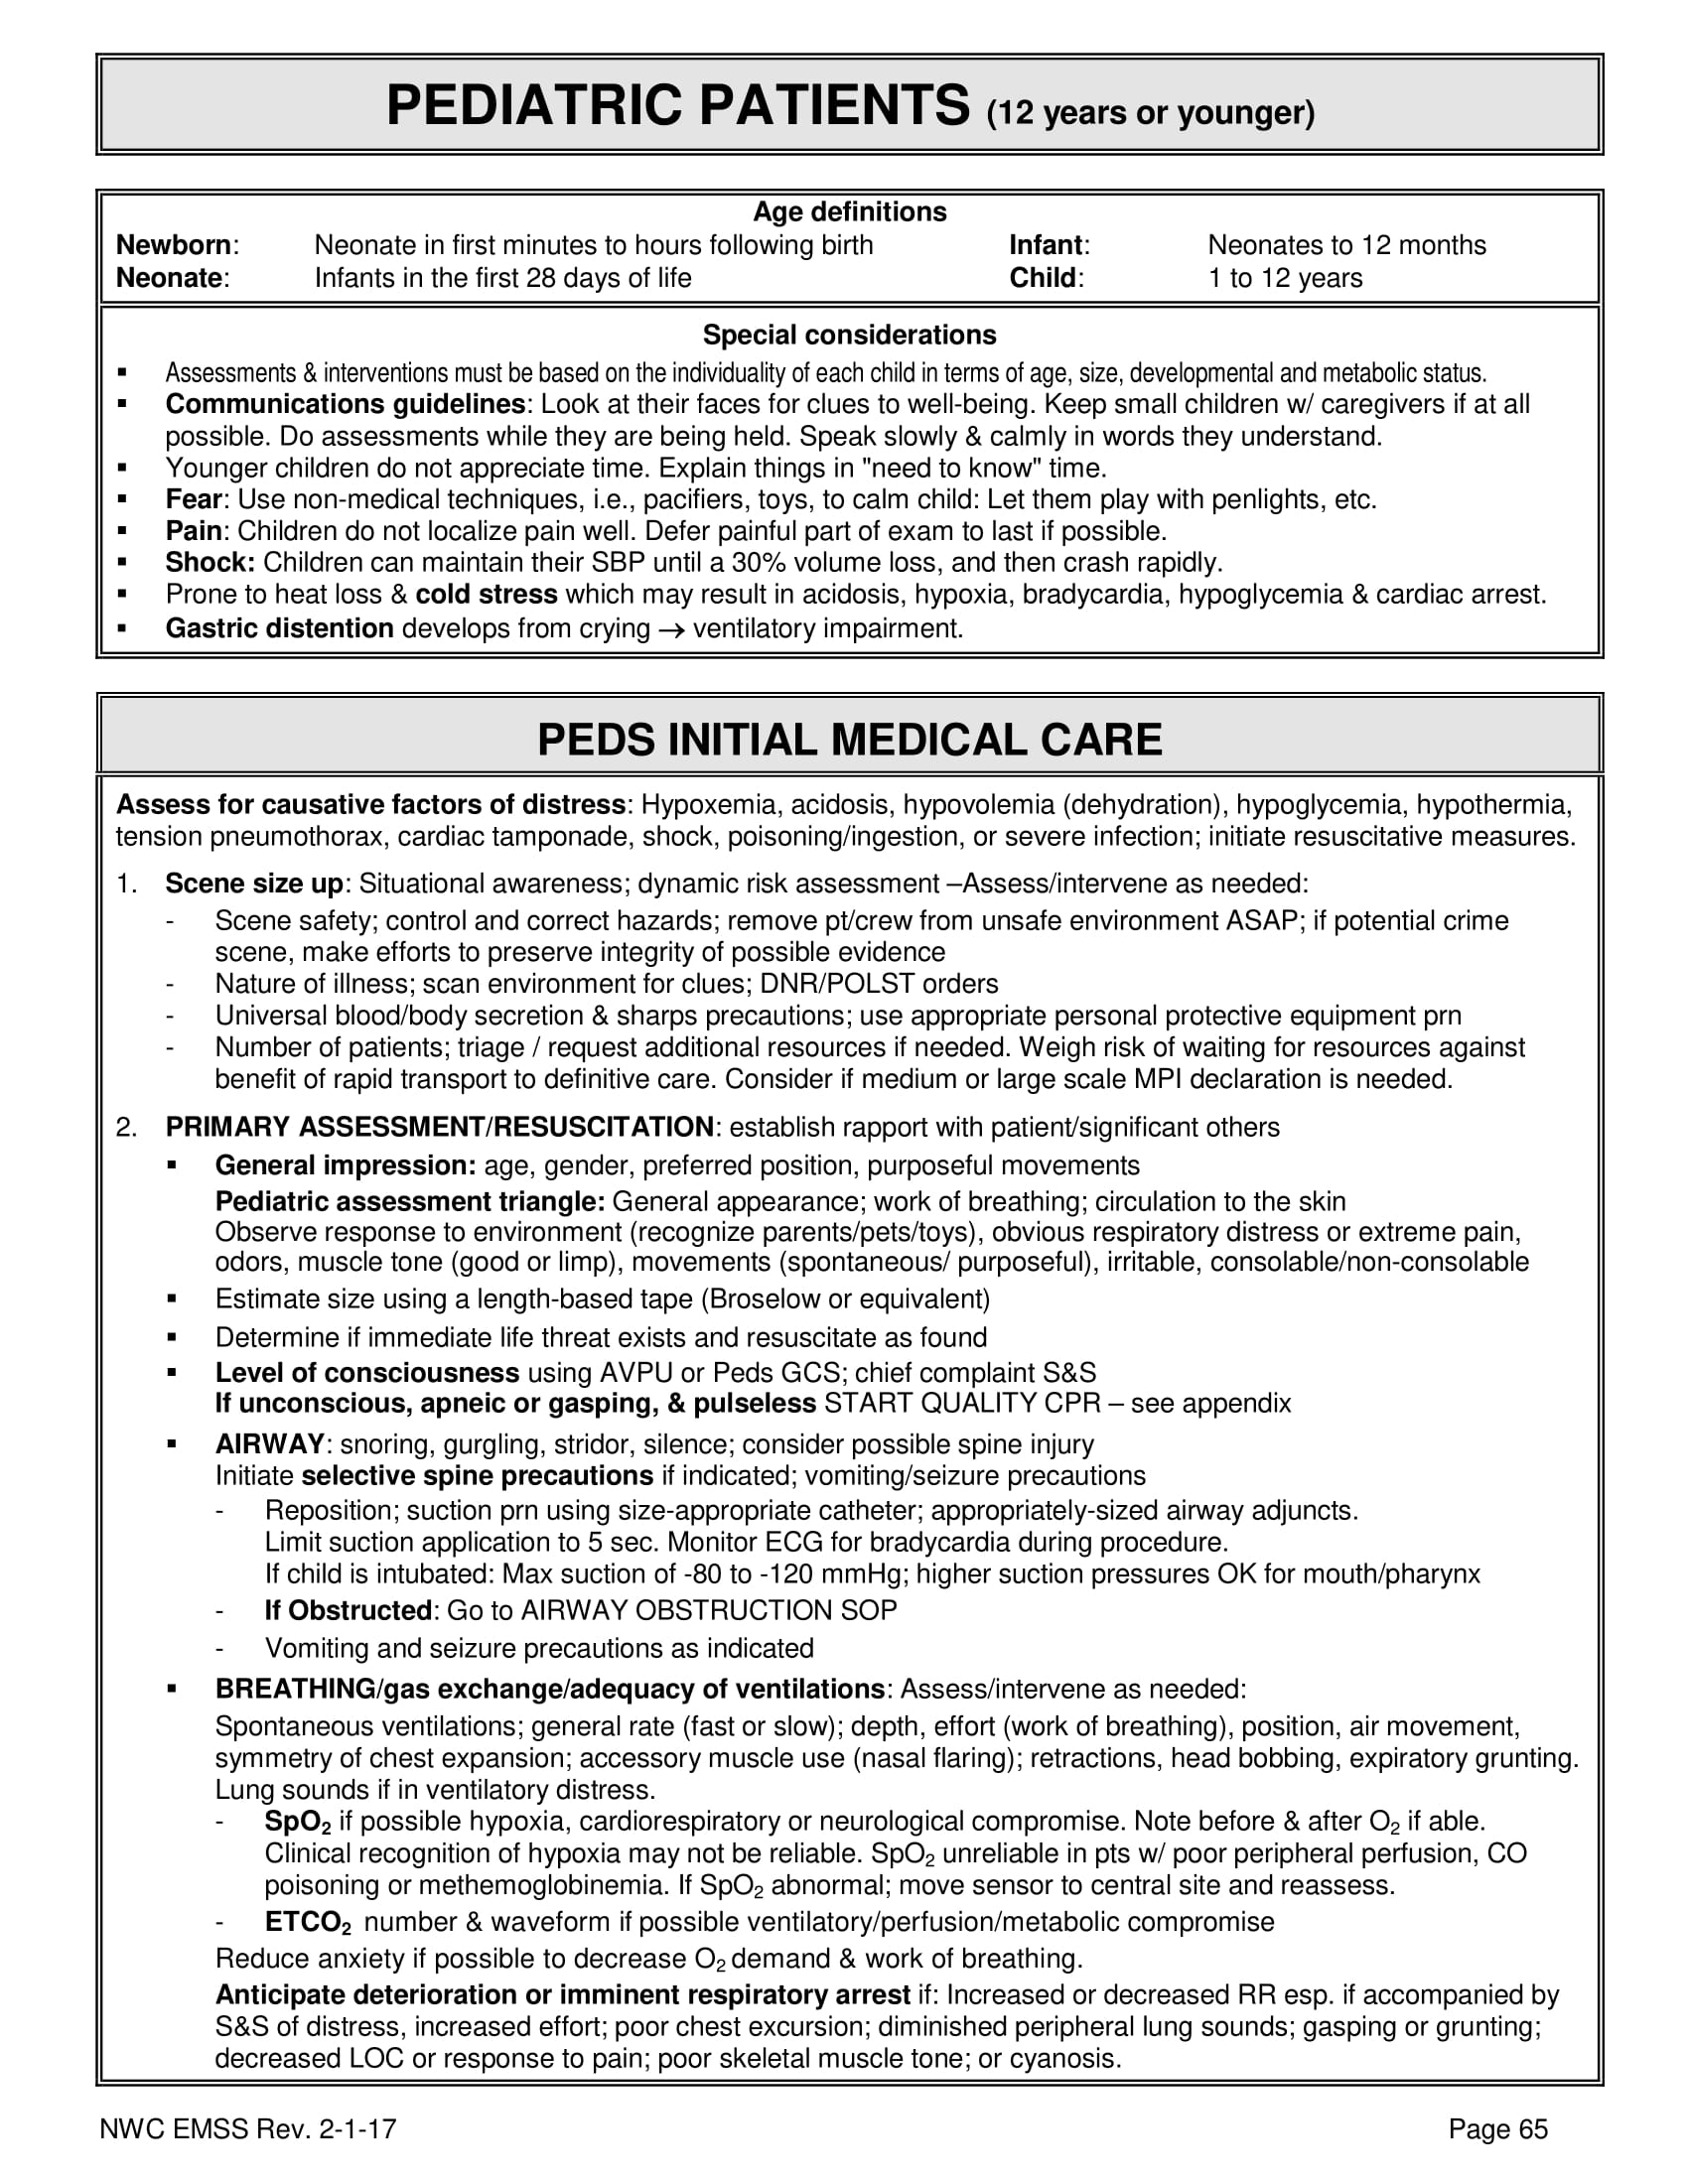 PEDIATRIC PATIENTS (12 years or younger)
Age definitions
Newborn: Neonate in first minutes to hours following birth Infant: Neonates to 12 months
Neonate: Infants in the first 28 days of life Child: 1 to 12 years
Special considerations
▪ Assessments & interventions must be based on the individuality of each child in terms of age, size, developmental and metabolic status.
▪ Communications guidelines: Look at their faces for clues to well-being. Keep small children w/ caregivers if at all
possible. Do assessments while they are being held. Speak slowly & calmly in words they understand.
▪ Younger children do not appreciate time. Explain things in "need to know" time.
▪ Fear: Use non-medical techniques, i.e., pacifiers, toys, to calm child: Let them play with penlights, etc.
▪ Pain: Children do not localize pain well. Defer painful part of exam to last if possible.
▪ Shock: Children can maintain their SBP until a 30% volume loss, and then crash rapidly.
▪ Prone to heat loss & cold stress which may result in acidosis, hypoxia, bradycardia, hypoglycemia & cardiac arrest.
▪ Gastric distention develops from crying → ventilatory impairment.
PEDS INITIAL MEDICAL CARE
Assess for causative factors of distress: Hypoxemia, acidosis, hypovolemia (dehydration), hypoglycemia, hypothermia,
tension pneumothorax, cardiac tamponade, shock, poisoning/ingestion, or severe infection; initiate resuscitative measures.
1. Scene size up: Situational awareness; dynamic risk assessment –Assess/intervene as needed:
- Scene safety; control and correct hazards; remove pt/crew from unsafe environment ASAP; if potential crime
scene, make efforts to preserve integrity of possible evidence
- Nature of illness; scan environment for clues; DNR/POLST orders
- Universal blood/body secretion & sharps precautions; use appropriate personal protective equipment prn
- Number of patients; triage / request additional resources if needed. Weigh risk of waiting for resources against
benefit of rapid transport to definitive care. Consider if medium or large scale MPI declaration is needed.
2. PRIMARY ASSESSMENT/RESUSCITATION: establish rapport with patient/significant others
▪ General impression: age, gender, preferred position, purposeful movements
Pediatric assessment triangle: General appearance; work of breathing; circulation to the skin
Observe response to environment (recognize parents/pets/toys), obvious respiratory distress or extreme pain,
odors, muscle tone (good or limp), movements (spontaneous/ purposeful), irritable, consolable/non-consolable
▪ Estimate size using a length-based tape (Broselow or equivalent)
▪ Determine if immediate life threat exists and resuscitate as found
▪ Level of consciousness using AVPU or Peds GCS; chief complaint S&S
If unconscious, apneic or gasping, & pulseless START QUALITY CPR – see appendix
▪ AIRWAY: snoring, gurgling, stridor, silence; consider possible spine injury
Initiate selective spine precautions if indicated; vomiting/seizure precautions
- Reposition; suction prn using size-appropriate catheter; appropriately-sized airway adjuncts.
Limit suction application to 5 sec. Monitor ECG for bradycardia during procedure.
If child is intubated: Max suction of -80 to -120 mmHg; higher suction pressures OK for mouth/pharynx
- If Obstructed: Go to AIRWAY OBSTRUCTION SOP
- Vomiting and seizure precautions as indicated
▪ BREATHING/gas exchange/adequacy of ventilations: Assess/intervene as needed:
Spontaneous ventilations; general rate (fast or slow); depth, effort (work of breathing), position, air movement,
symmetry of chest expansion; accessory muscle use (nasal flaring); retractions, head bobbing, expiratory grunting.
Lung sounds if in ventilatory distress.
- SpO₂ if possible hypoxia, cardiorespiratory or neurological compromise. Note before & after O₂ if able.
Clinical recognition of hypoxia may not be reliable. SpO₂ unreliable in pts w/ poor peripheral perfusion, CO
poisoning or methemoglobinemia. If SpO₂ abnormal; move sensor to central site and reassess.
- ETCO₂ number & waveform if possible ventilatory/perfusion/metabolic compromise
Reduce anxiety if possible to decrease O₂ demand & work of breathing.
Anticipate deterioration or imminent respiratory arrest if: Increased or decreased RR esp. if accompanied by
S&S of distress, increased effort; poor chest excursion; diminished peripheral lung sounds; gasping or grunting;
decreased LOC or response to pain; poor skeletal muscle tone; or cyanosis.
NWC EMSS Rev. 2-1-17 Page 65